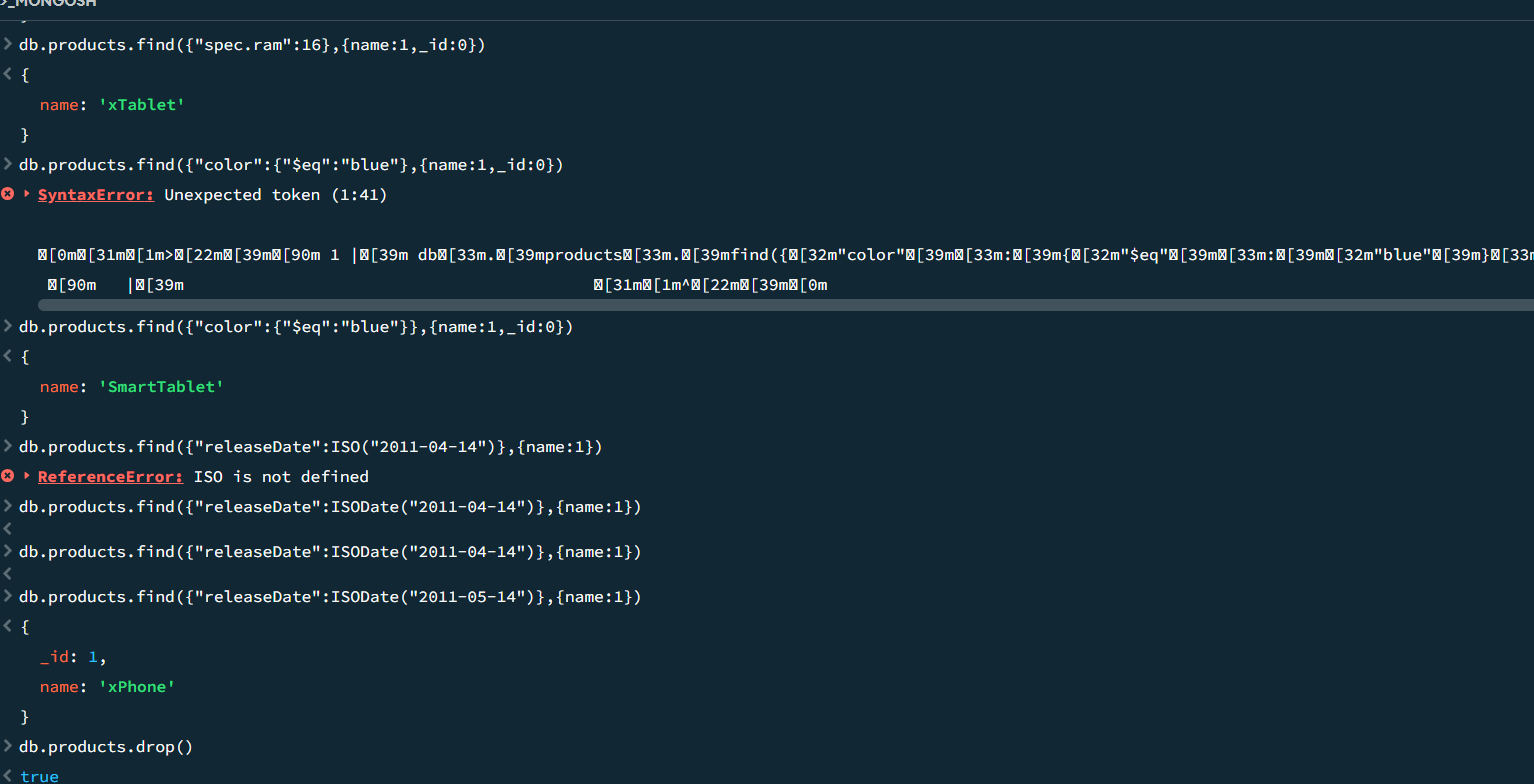 >_MONGOSH
> db.products.find({"spec.ram":16},{name:1,_id:0})
< {
name: 'xTablet'
}
> db.products.find({"color":{"$eq":"blue"},{name:1,_id:0})
SyntaxError: Unexpected token (1:41)
�[0m�[31m�[1m>�[22m�[39m�[90m 1 |�[39m db�[33m.�[39mproducts�[33m.�[39mfind({�[32m"color"�[39m�[33m:�[39m{�[32m"$eq"�[39m�[33m:�[39m�[32m"blue"�[39m}�[33m
�[90m   |�[39m                                               �[31m�[1m^�[22m�[39m�[0m
> db.products.find({"color":{"$eq":"blue"}},{name:1,_id:0})
< {
name: 'SmartTablet'
}
> db.products.find({"releaseDate":ISO("2011-04-14")},{name:1})
ReferenceError: ISO is not defined
> db.products.find({"releaseDate":ISODate("2011-04-14")},{name:1})
<
> db.products.find({"releaseDate":ISODate("2011-04-14")},{name:1})
<
> db.products.find({"releaseDate":ISODate("2011-05-14")},{name:1})
< {
_id: 1,
name: 'xPhone'
}
> db.products.drop()
< true